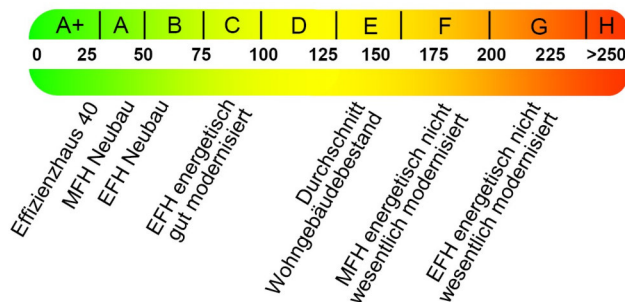 A+ A B C D E F G H
0 25 50 75 100 125 150 175 200 225 >250
Effizienzhaus 40
MFH Neubau
EFH Neubau
EFH energetisch
gut modernisiert
Durchschnitt
Wohngebäudebestand
MFH energetisch nicht
wesentlich modernisiert
EFH energetisch nicht
wesentlich modernisiert